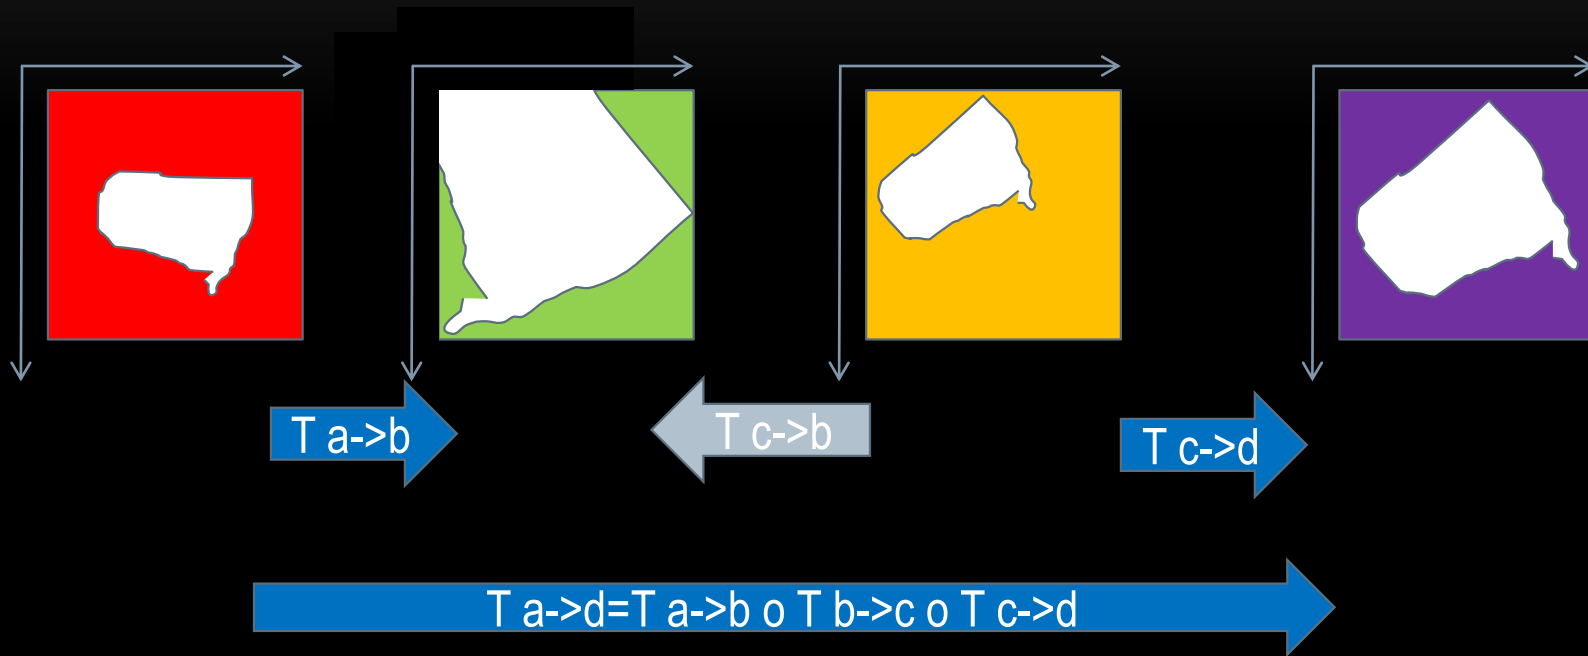 T a->b
T c->b
T c->d
T a->d=T a->b o T b->c o T c->d